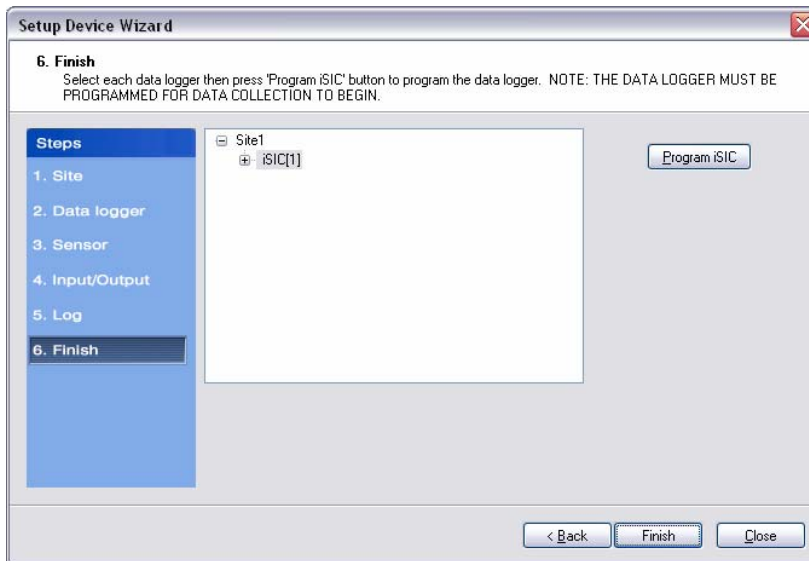 Setup Device Wizard
6. Finish
Select each data logger then press 'Program iSIC' button to program the data logger. NOTE: THE DATA LOGGER MUST BE
PROGRAMMED FOR DATA COLLECTION TO BEGIN.
Steps
1. Site
2. Data logger
3. Sensor
4. Input/Output
5. Log
6. Finish
Site1
iSIC[1]
Program iSIC
< Back
Finish
Close